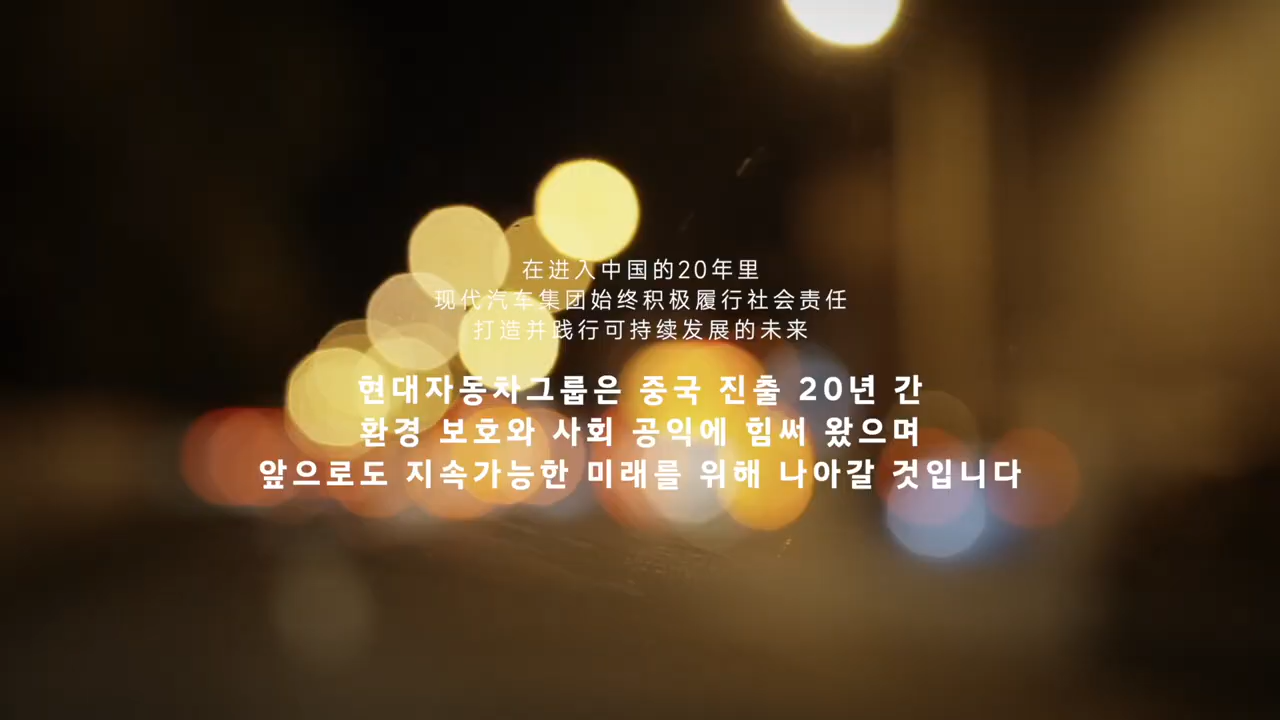 在进入中国的20年里
现代汽车集团始终积极履行社会责任
打造并践行可持续发展的未来
현대자동차그룹은 중국 진출 20년 간
환경 보호와 사회 공익에 힘써 왔으며
앞으로도 지속가능한 미래를 위해 나아갈 것입니다